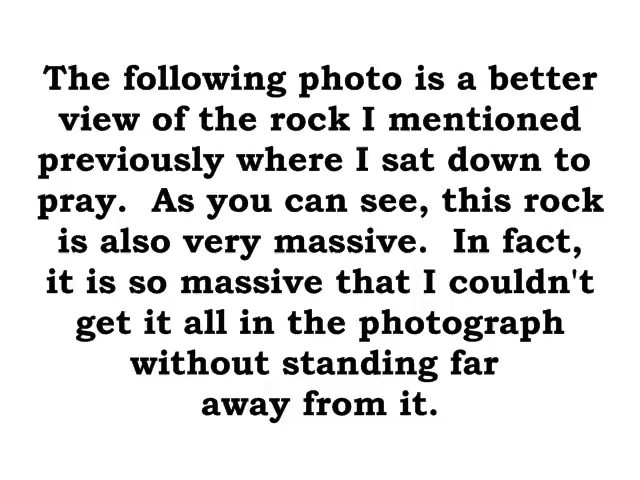 The following photo is a better
view of the rock I mentioned
previously where I sat down to
pray.  As you can see, this rock
is also very massive.  In fact,
it is so massive that I couldn't
get it all in the photograph
without standing far
away from it.